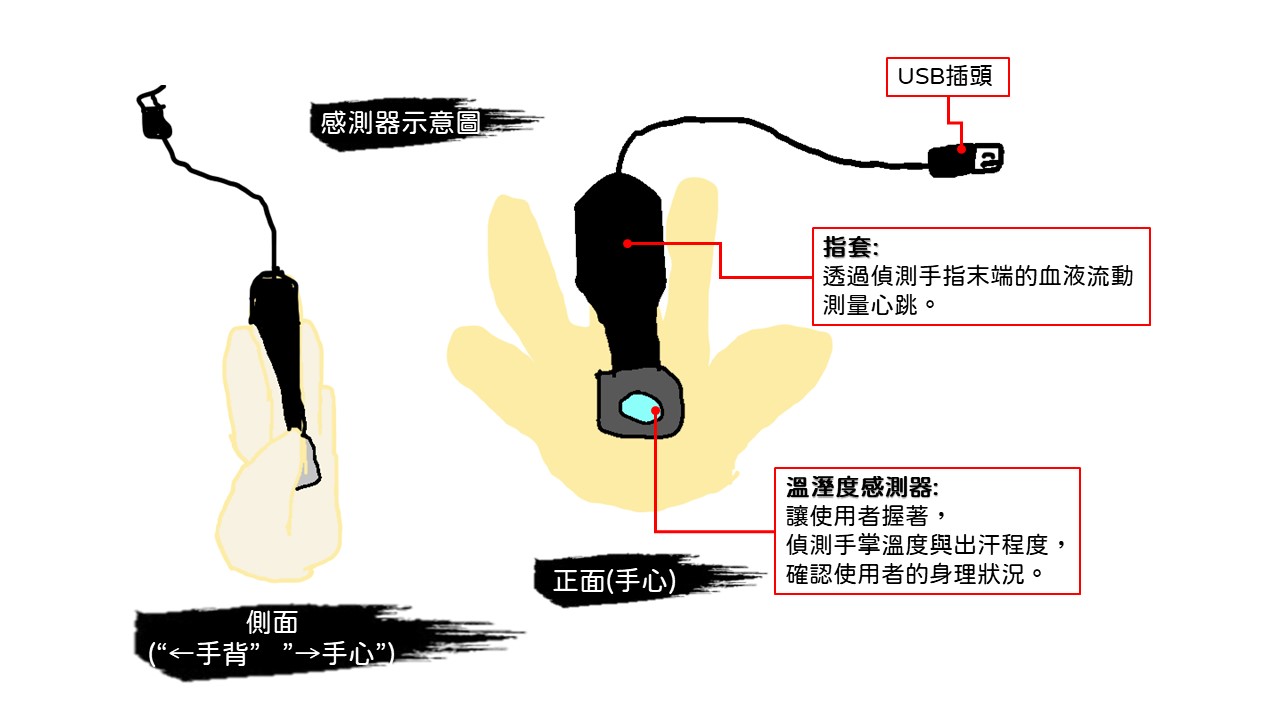 感測器示意圖
USB插頭
指套:
透過偵測手指末端的血液流動
測量心跳。
溫溼度感測器:
讓使用者握著，
偵測手掌溫度與出汗程度，
確認使用者的身理狀況。
正面(手心)
側面
(“←手背” ”→手心”)